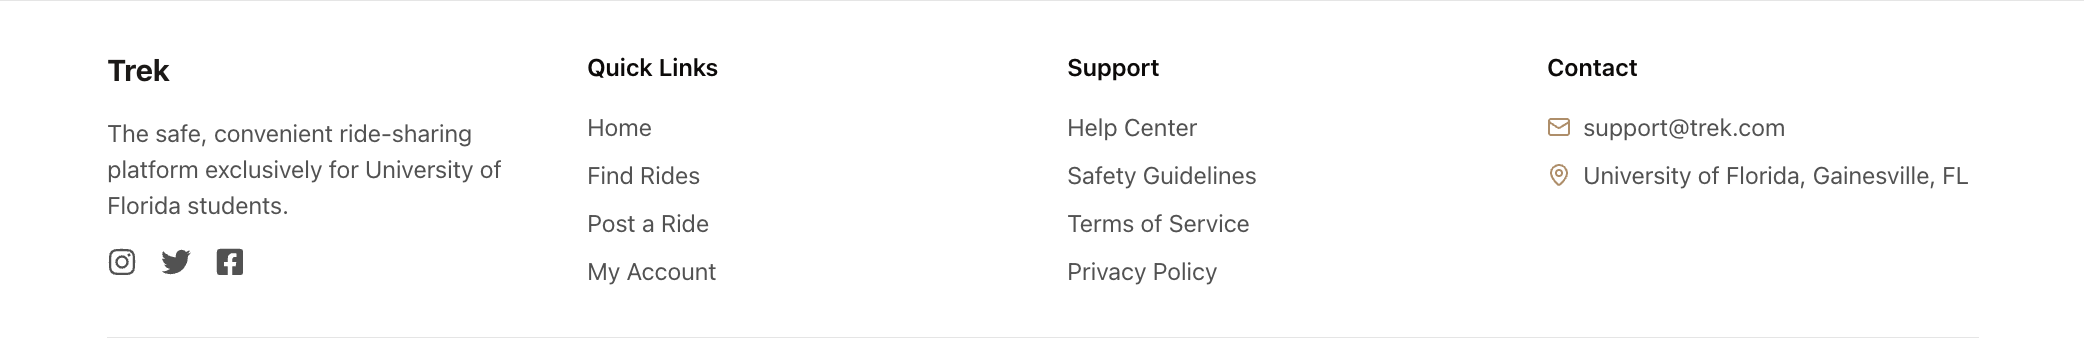 Trek
The safe, convenient ride-sharing
platform exclusively for University of
Florida students.
Quick Links
Home
Find Rides
Post a Ride
My Account
Support
Help Center
Safety Guidelines
Terms of Service
Privacy Policy
Contact
support@trek.com
University of Florida, Gainesville, FL